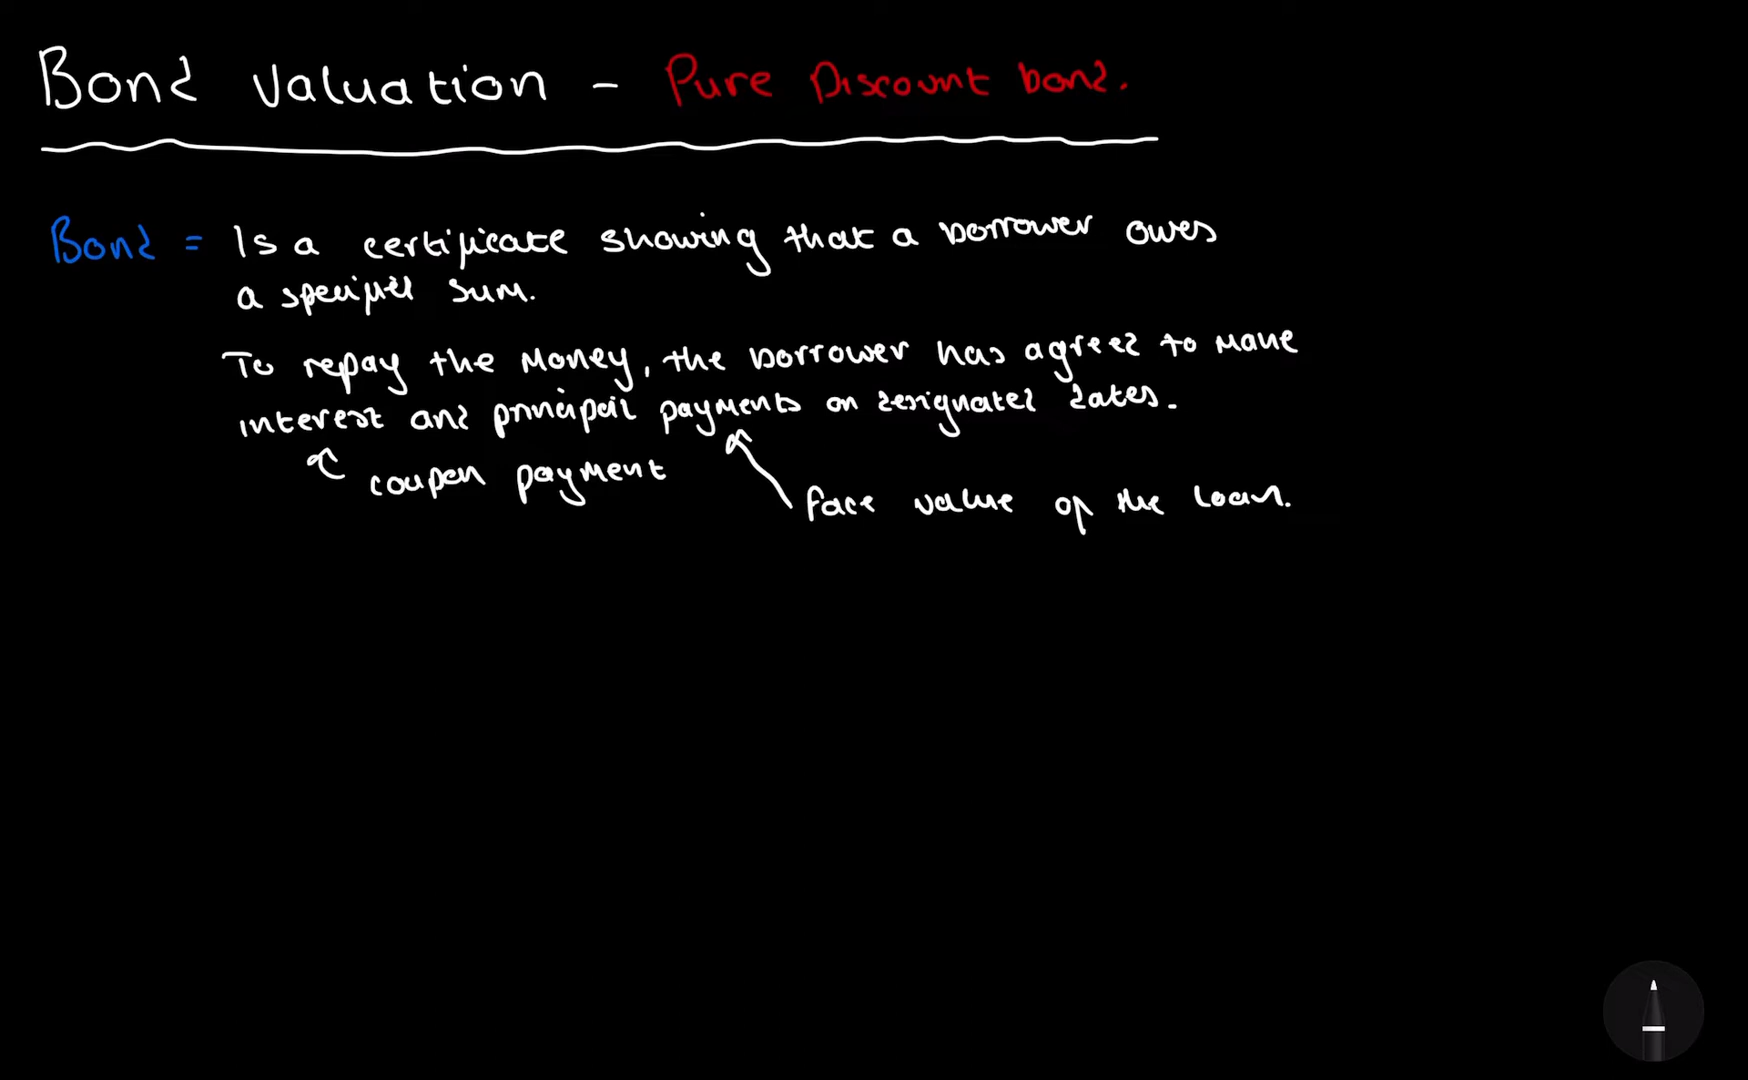 Bond Valuation - Pure Discount bond.
Bond = Is a certificate showing that a borrower owes
a specified sum.
To repay the money, the borrower has agreed to make
interest and principal payments on designated dates.
coupon payment
face value of the loan.